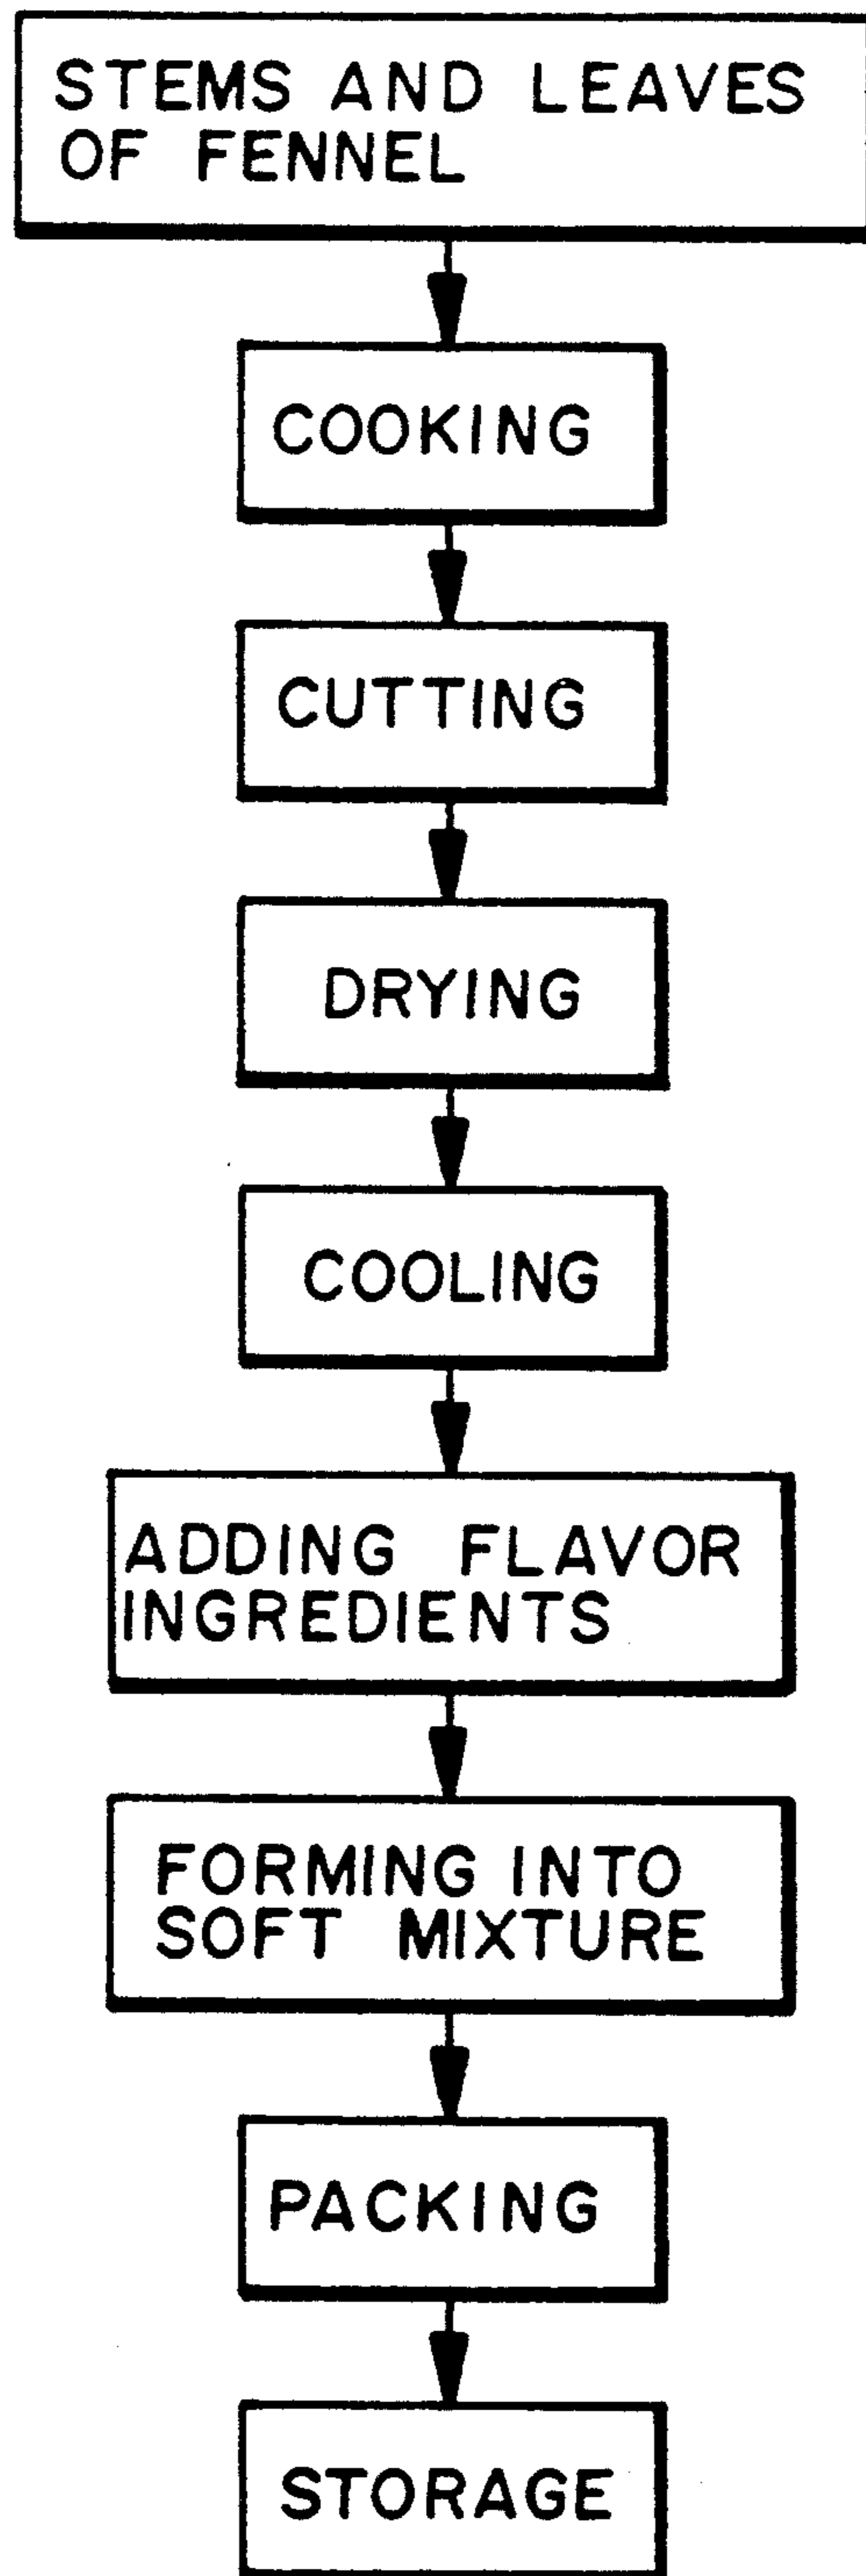 STEMS AND LEAVES
OF FENNEL
COOKING
CUTTING
DRYING
COOLING
ADDING FLAVOR
INGREDIENTS
FORMING INTO
SOFT MIXTURE
PACKING
STORAGE